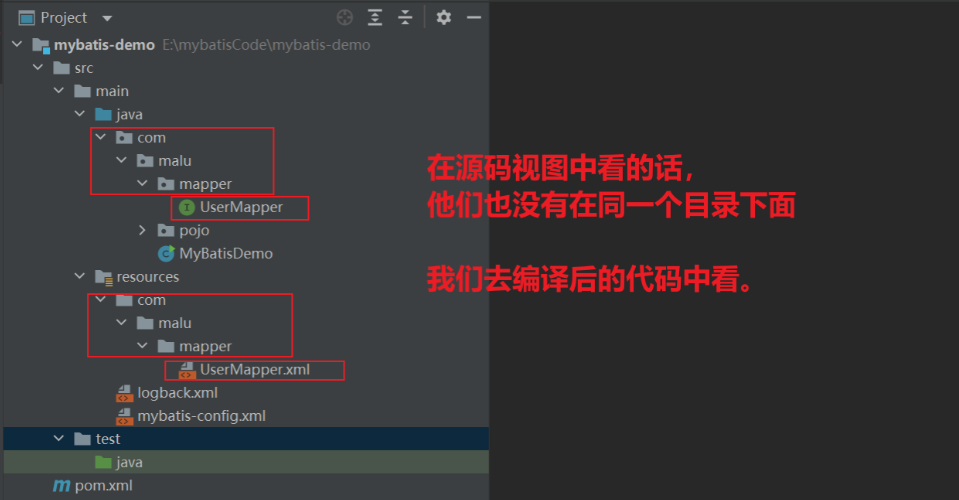 Project
mybatis-demo E:\mybatisCode\mybatis-demo
src
main
java
com
malu
mapper
UserMapper
pojo
MyBatisDemo
resources
com
malu
mapper
UserMapper.xml
logback.xml
mybatis-config.xml
test
java
pom.xml
在源码视图中看的话，
他们也没有在同一个目录下面
我们去编译后的代码中看。